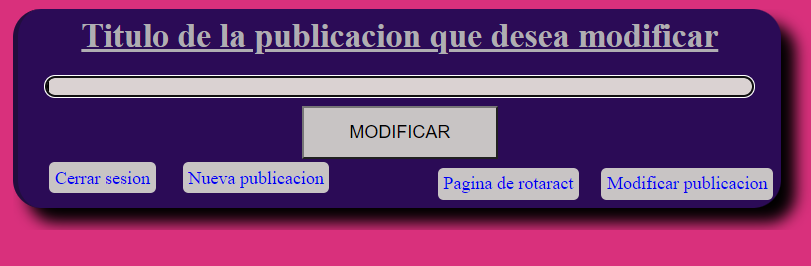 Titulo de la publicacion que desea modificar
MODIFICAR
Cerrar sesion
Nueva publicacion
Pagina de rotaract
Modificar publicacion